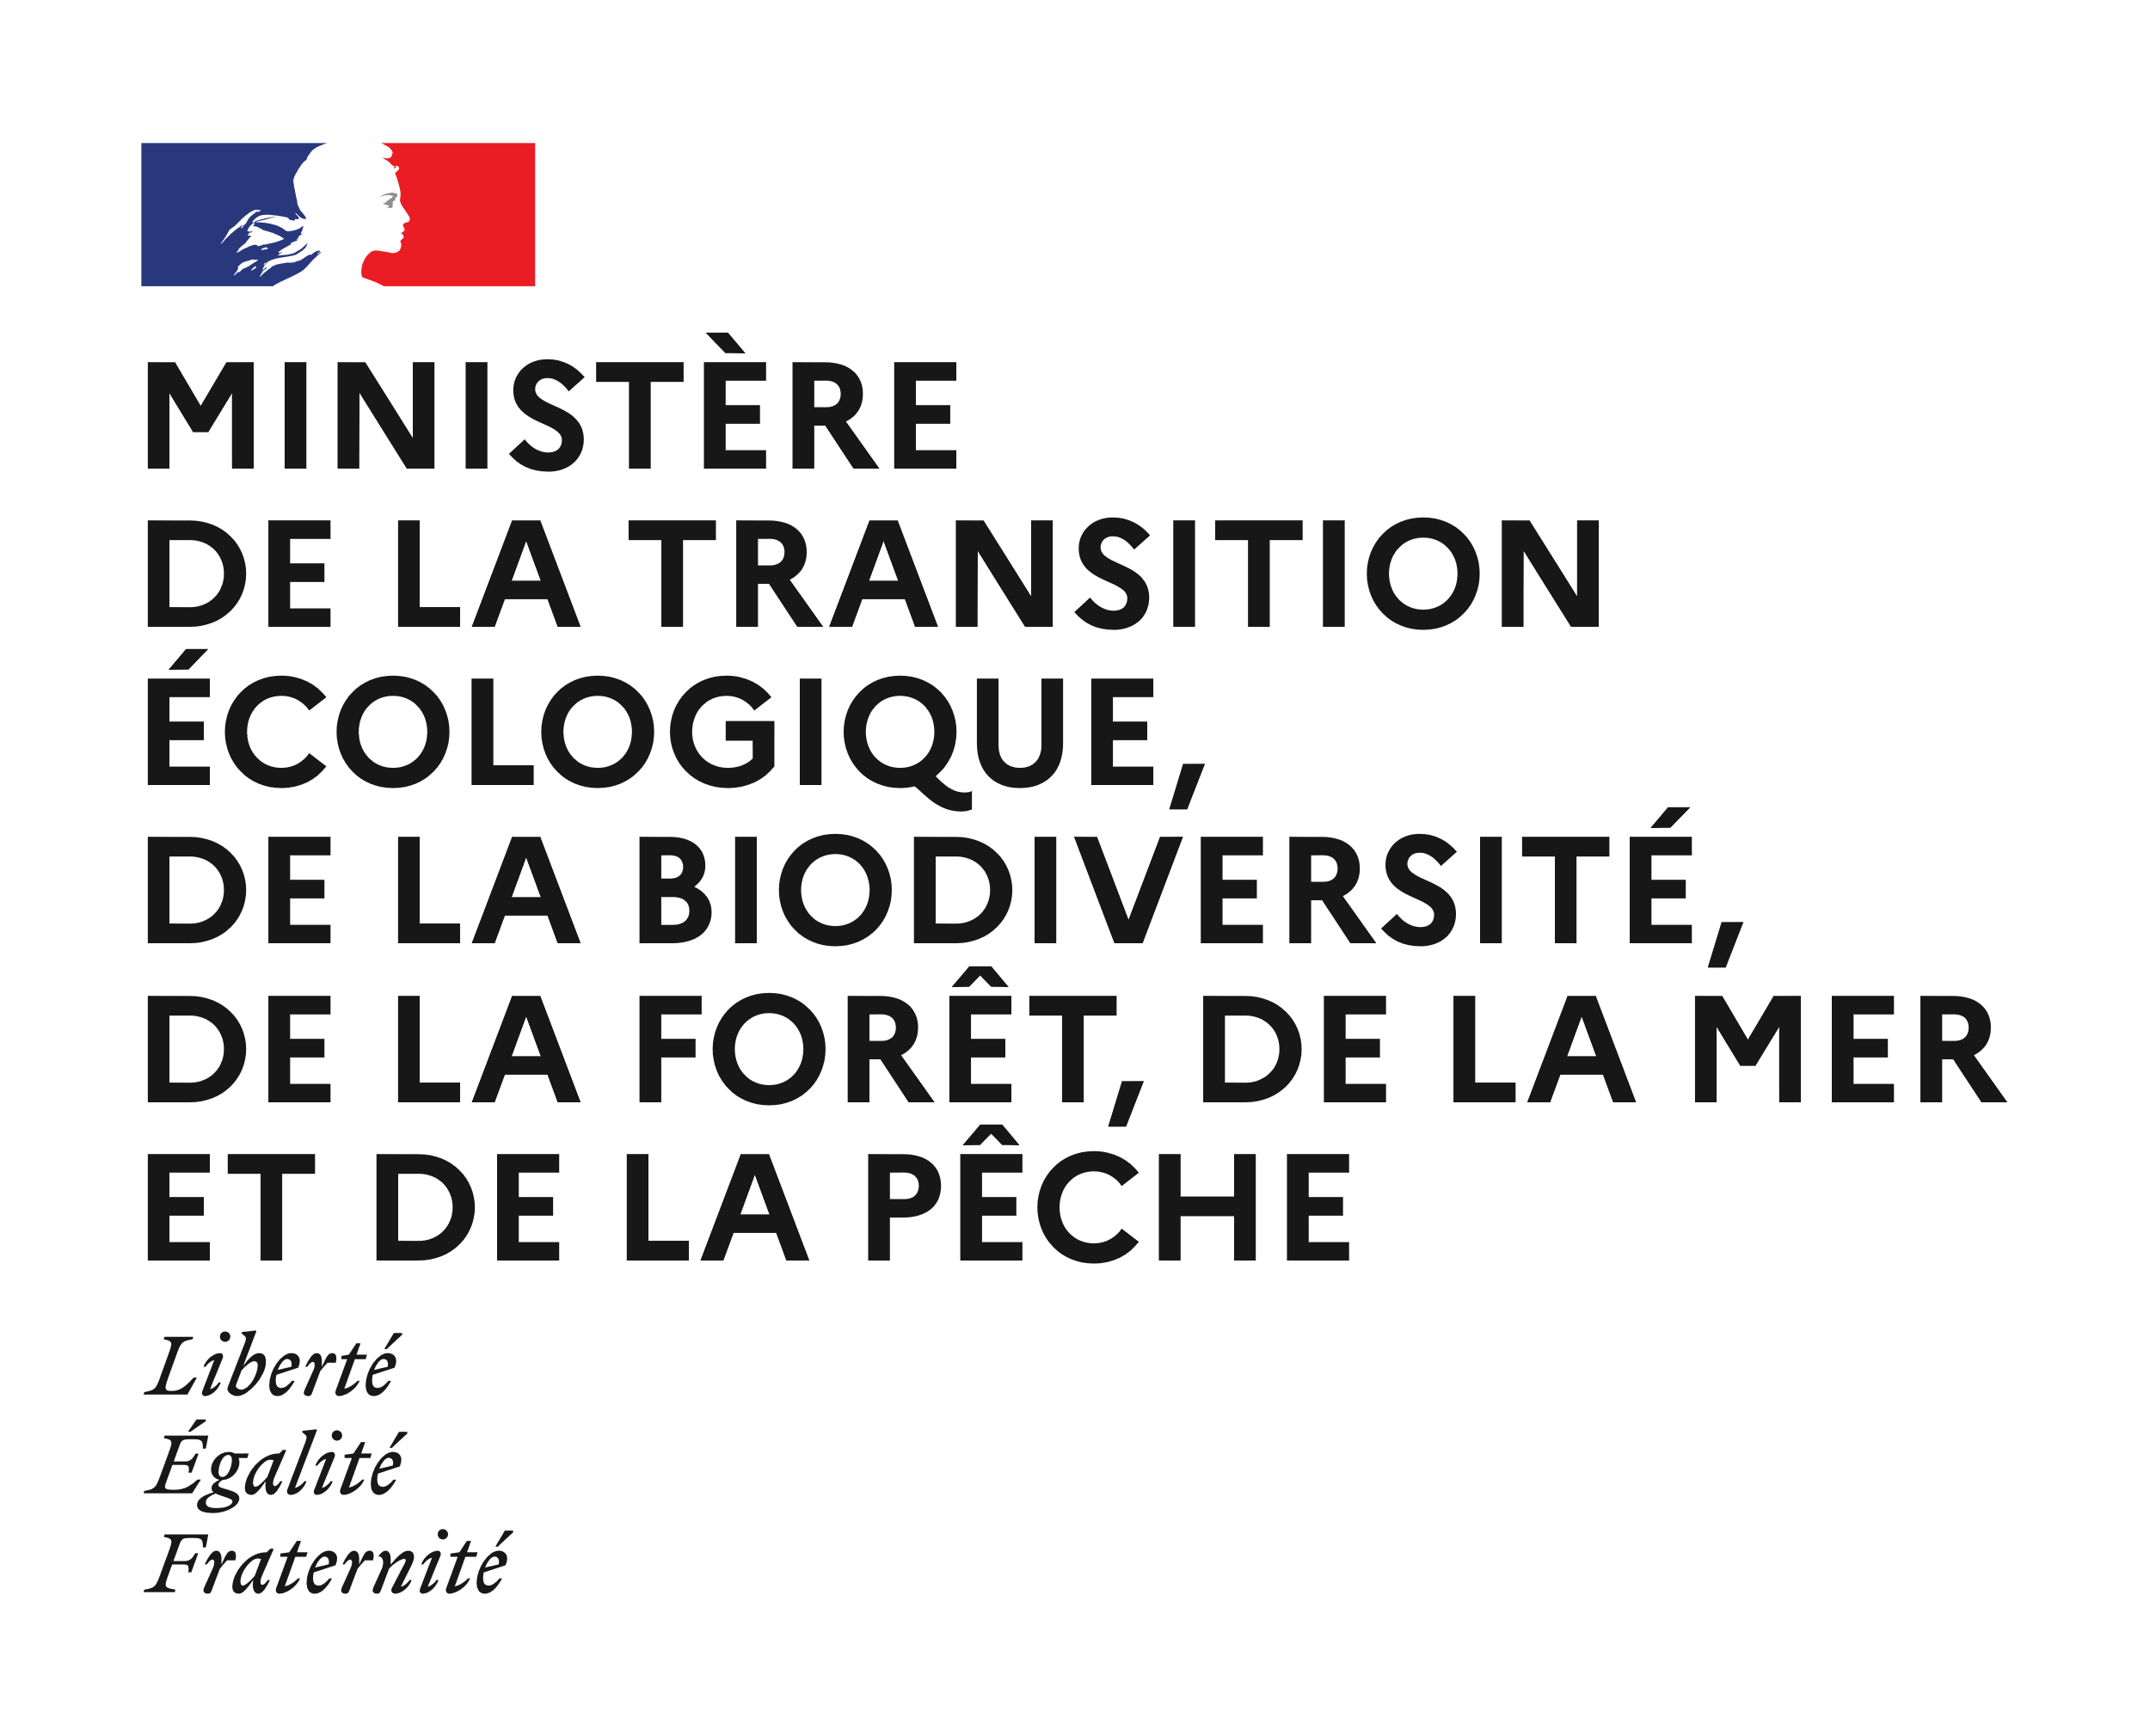 MINISTÈRE
DE LA TRANSITION
ÉCOLOGIQUE,
DE LA BIODIVERSITÉ,
DE LA FORÊT, DE LA MER
ET DE LA PÊCHE
Liberté
Égalité
Fraternité